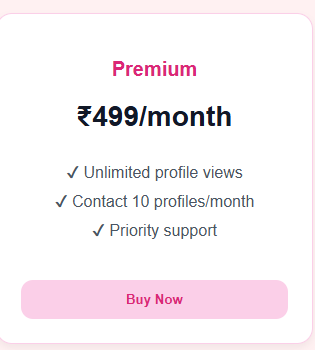 Premium
₹499/month
✓ Unlimited profile views
✓ Contact 10 profiles/month
✓ Priority support
Buy Now